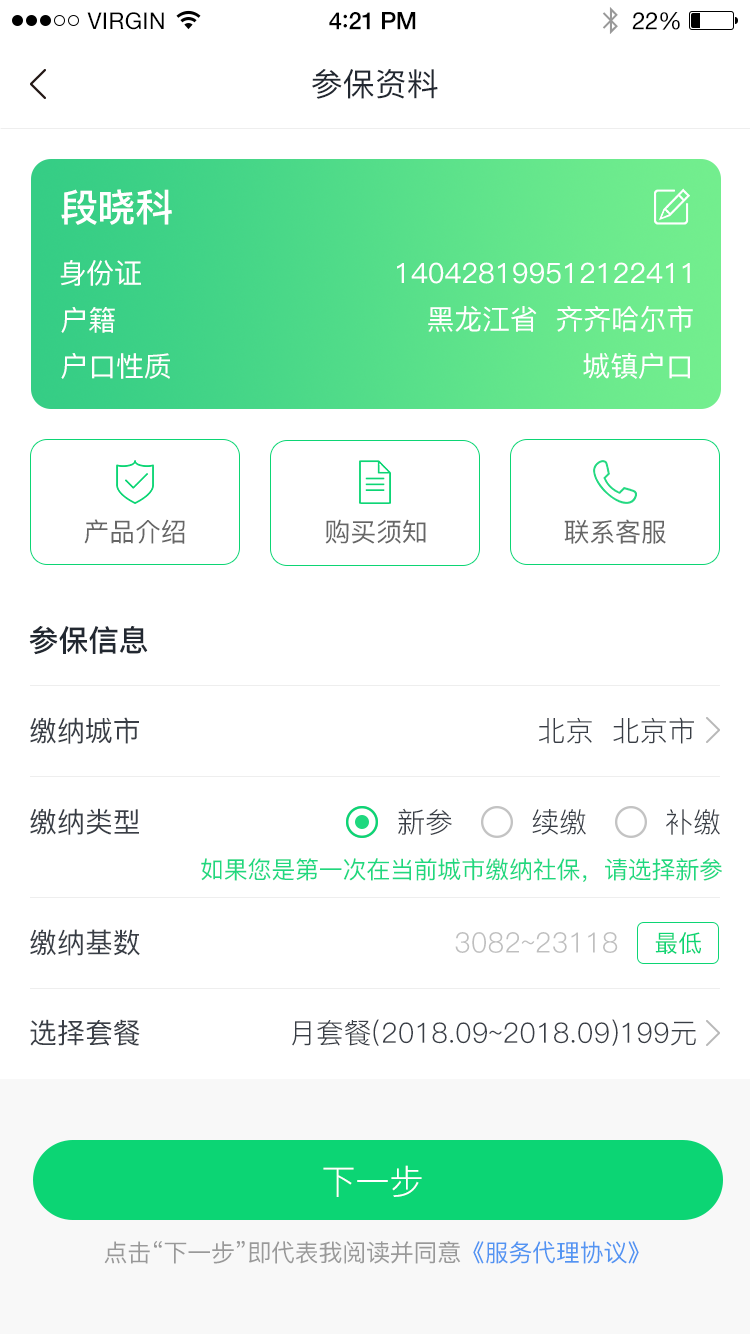 VIRGIN 4:21 PM 22%
参保资料
段晓科
身份证 140428199512122411
户籍 黑龙江省 齐齐哈尔市
户口性质 城镇户口
产品介绍 购买须知 联系客服
参保信息
缴纳城市 北京 北京市
缴纳类型 新参 续缴 补缴
如果您是第一次在当前城市缴纳社保，请选择新参
缴纳基数 3082~23118 最低
选择套餐 月套餐(2018.09~2018.09)199元
下一步
点击“下一步”即代表我阅读并同意《服务代理协议》